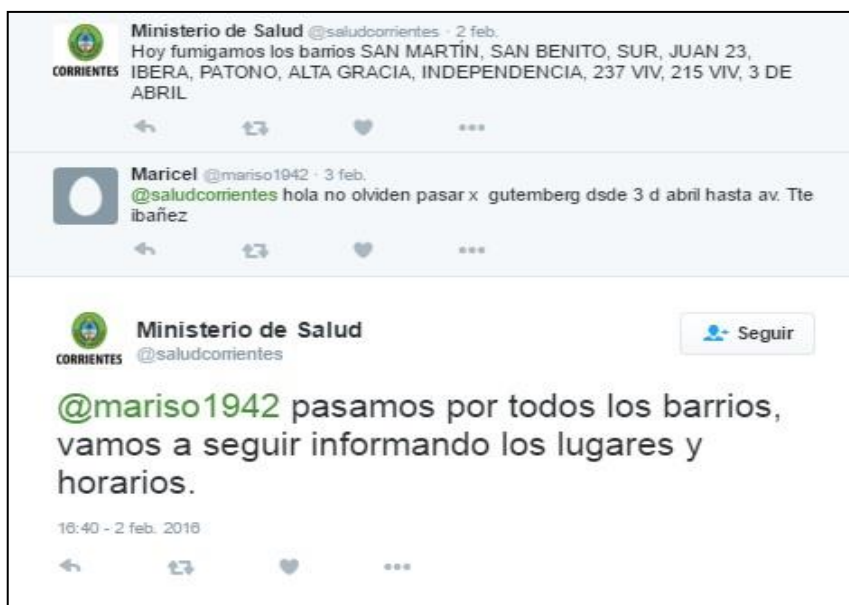 Ministerio de Salud @saludcorrientes · 2 feb.
Hoy fumigamos los barrios SAN MARTÍN, SAN BENITO, SUR, JUAN 23,
IBERA, PATONO, ALTA GRACIA, INDEPENDENCIA, 237 VIV, 215 VIV, 3 DE
ABRIL
CORRIENTES
Maricel @mariso1942 · 3 feb.
@saludcorrientes hola no olviden pasar x gutemberg dsde 3 d abril hasta av. Tte
ibañez
Ministerio de Salud
@saludcorrientes
CORRIENTES
Seguir
@mariso1942 pasamos por todos los barrios,
vamos a seguir informando los lugares y
horarios.
16:40 - 2 feb. 2016